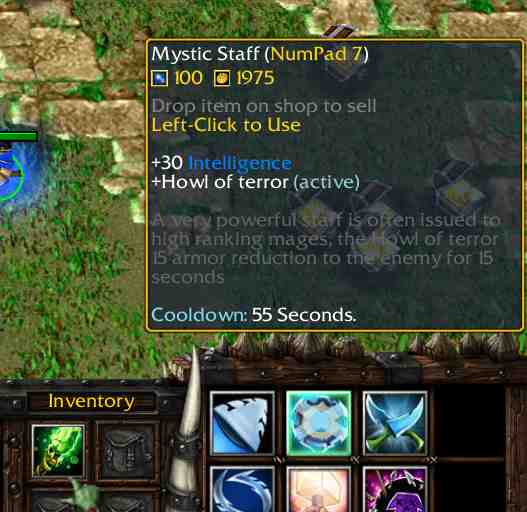 Mystic Staff (NumPad 7)
100 1975
Drop item on shop to sell
Left-Click to Use
+30 Intelligence
+Howl of terror (active)
A very powerful staff is often issued to
high ranking mages, the Howl of terror
15 armor reduction to the enemy for 15
seconds
Cooldown: 55 Seconds.
Inventory